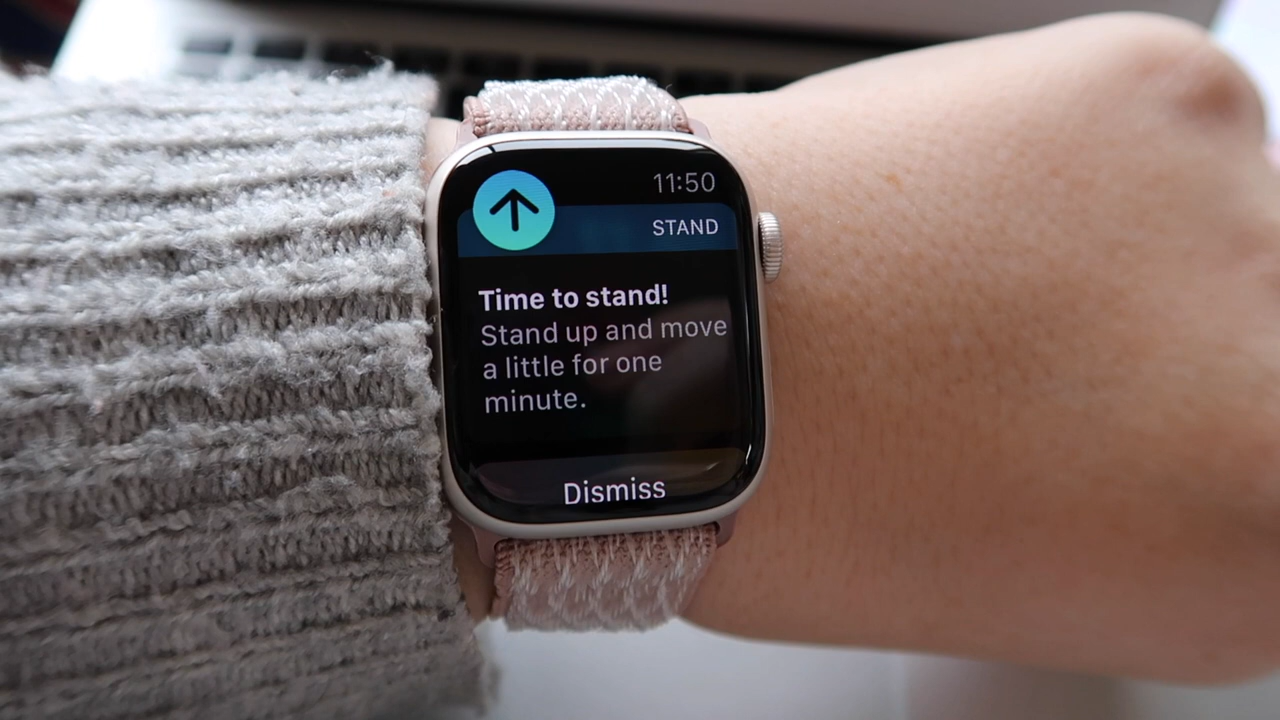 11:50
STAND
Time to stand!
Stand up and move
a little for one
minute.
Dismiss